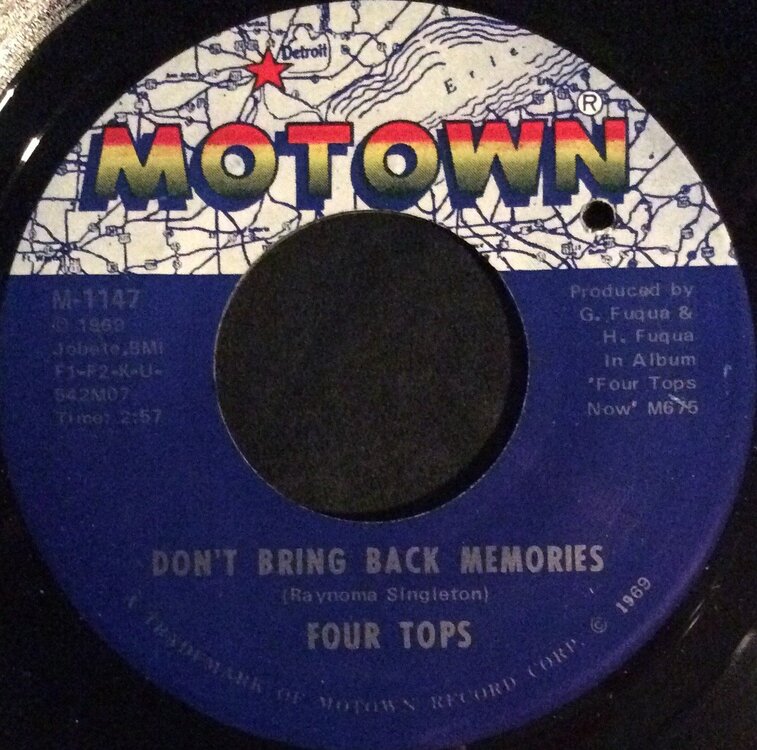 Detroit
Erie
MOTOWN®
M-1147
© 1969
Jobete,BMI
F1-F2-K-U-
542M07
Time: 2:57
Produced by
G. Fuqua &
H. Fuqua
In Album
"Four Tops
Now" M675
DON'T BRING BACK MEMORIES
(Raynoma Singleton)
FOUR TOPS
A TRADEMARK OF MOTOWN RECORD CORP. © 1969